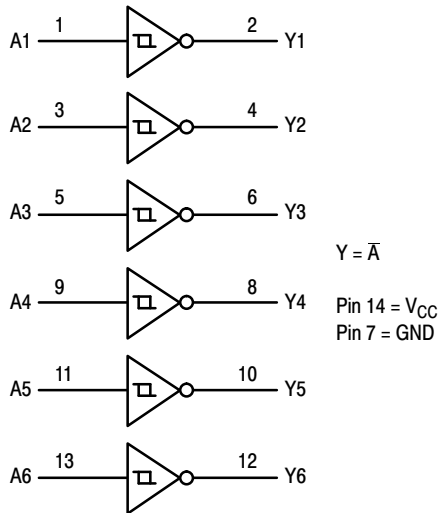 A1 1 2 Y1
A2 3 4 Y2
A3 5 6 Y3
Y = A̅
A4 9 8 Y4
Pin 14 = VCC
Pin 7 = GND
A5 11 10 Y5
A6 13 12 Y6